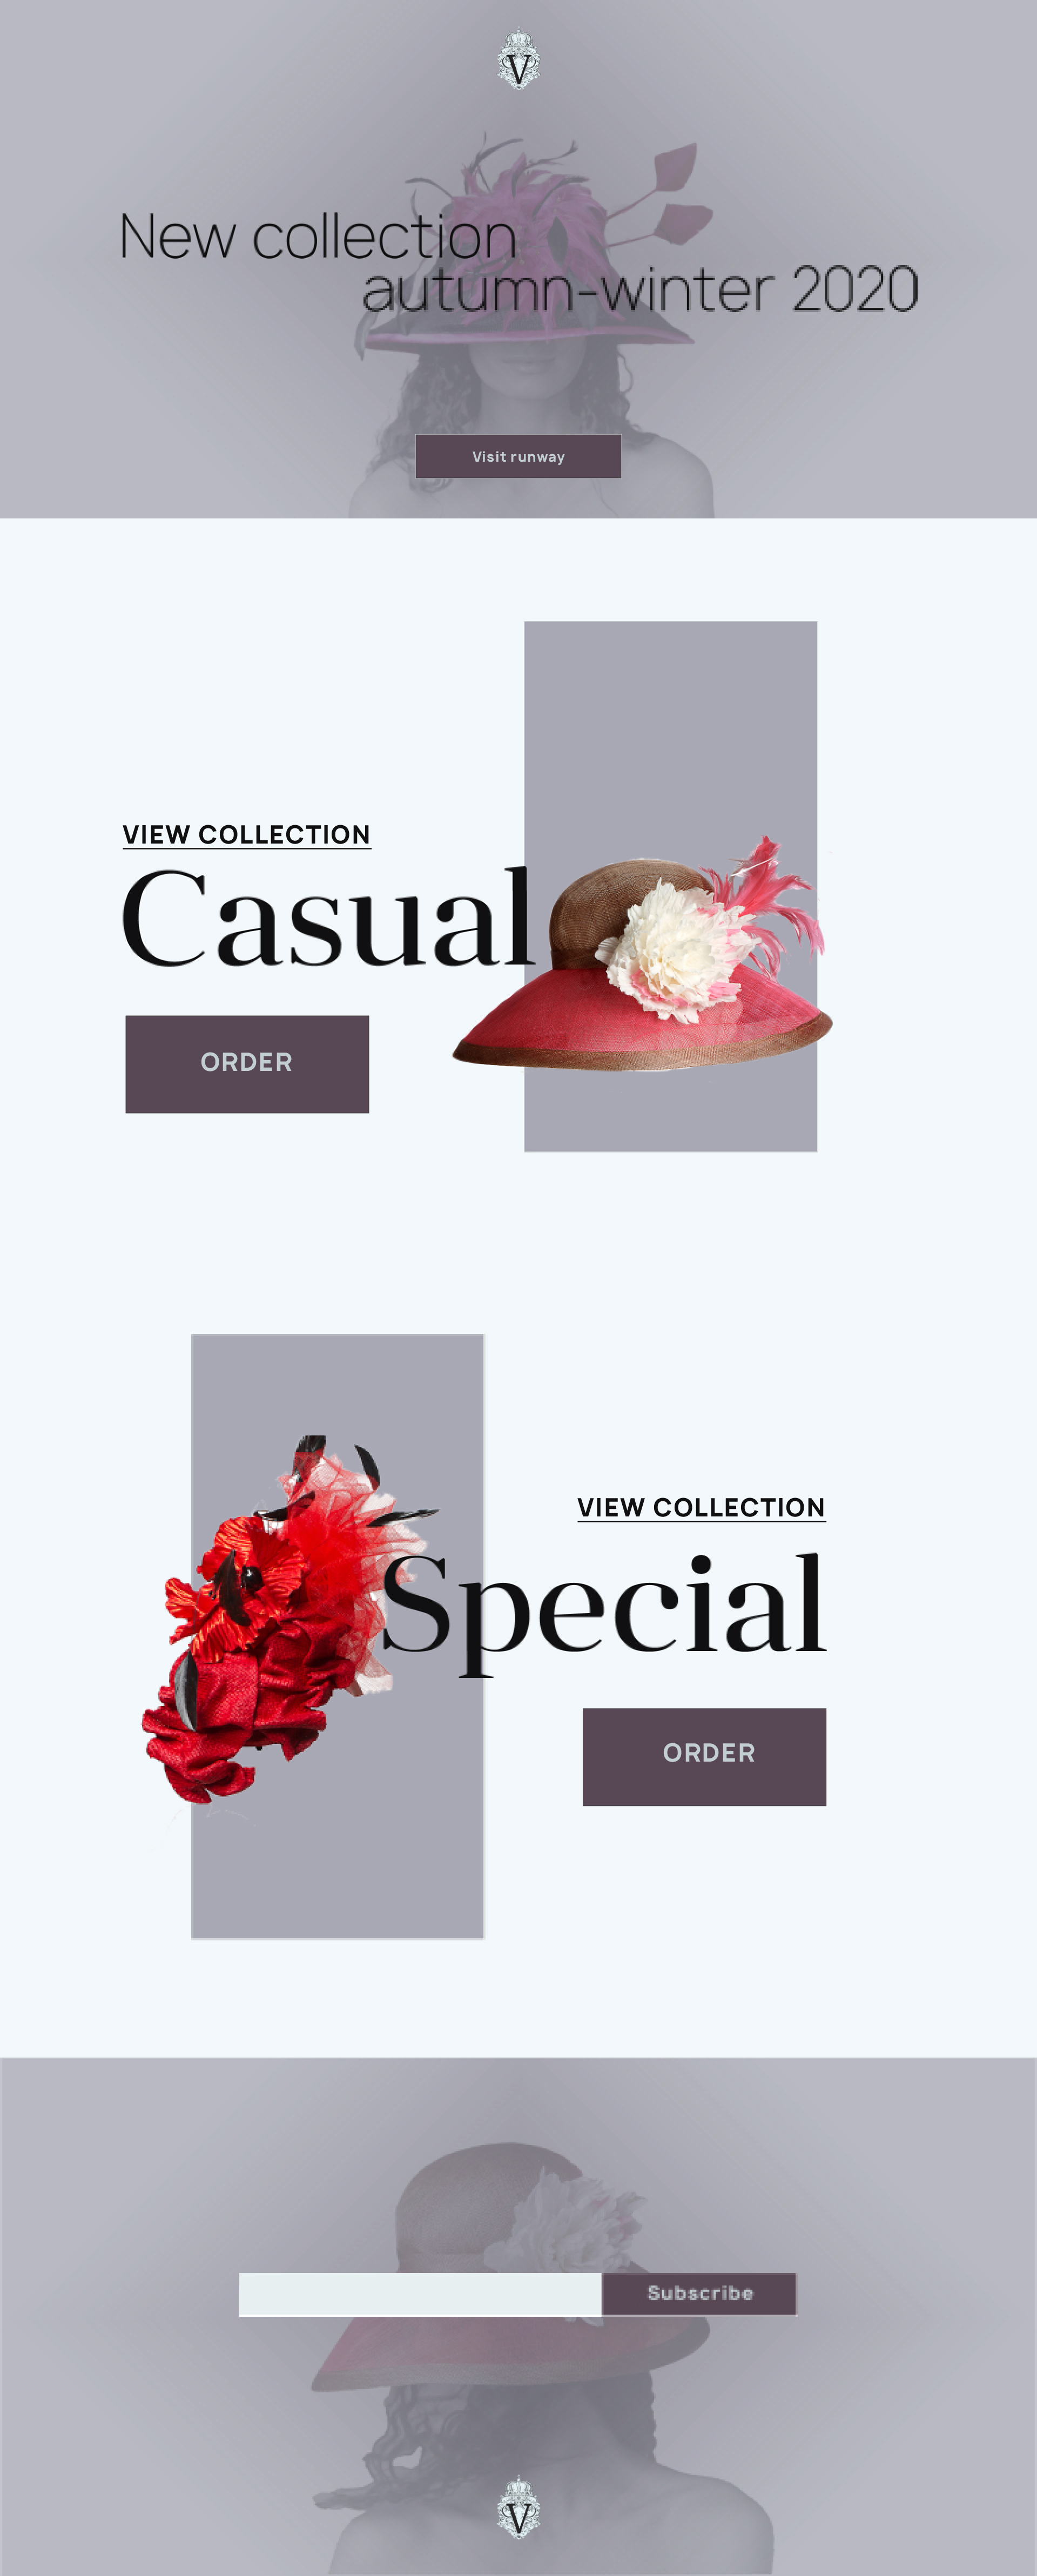 V
New collection
autumn-winter 2020
Visit runway
VIEW COLLECTION
Casual
ORDER
VIEW COLLECTION
Special
ORDER
Subscribe
V